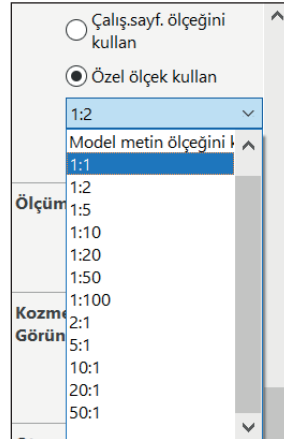 Çalış.sayf. ölçeğini
kullan
Özel ölçek kullan
1:2
Model metin ölçeğini
1:1
1:2
Ölçüm
1:5
1:10
1:20
1:50
1:100
Kozme
2:1
Görün
5:1
10:1
20:1
50:1